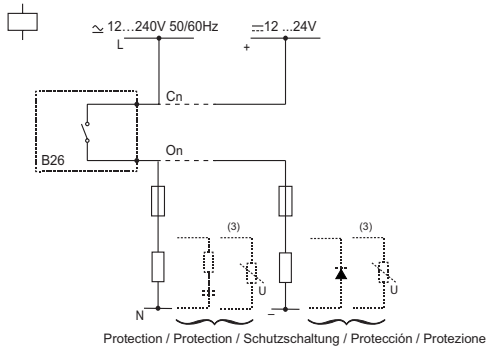 ≃ 12...240V 50/60Hz
⎓12 ...24V
L
+
Cn
On
B26
(3)
(3)
U
U
N
–
Protection / Protection / Schutzschaltung / Protección / Protezione